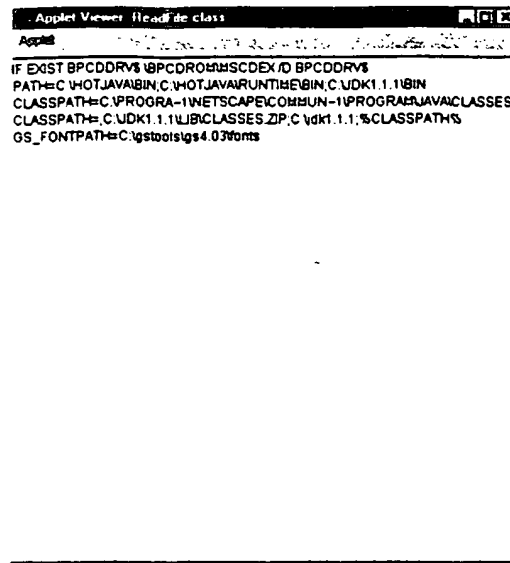 Applet Viewer ReadFile class
Applet
IF EXIST BPCDDRV$ \BPCDROM\MSCDEX /D BPCDDRV$
PATH=C \HOTJAVA\BIN;C:\HOTJAVA\RUNTIME\BIN;C:\JDK1.1.1\BIN
CLASSPATH=C:\PROGRA~1\NETSCAPE\COMMUN~1\PROGRAM\JAVA\CLASSES
CLASSPATH=.;C:\JDK1.1.1\LIB\CLASSES.ZIP;C \jdk1.1.1;%CLASSPATH%
GS_FONTPATH=C:\gstools\gs4.03\fonts